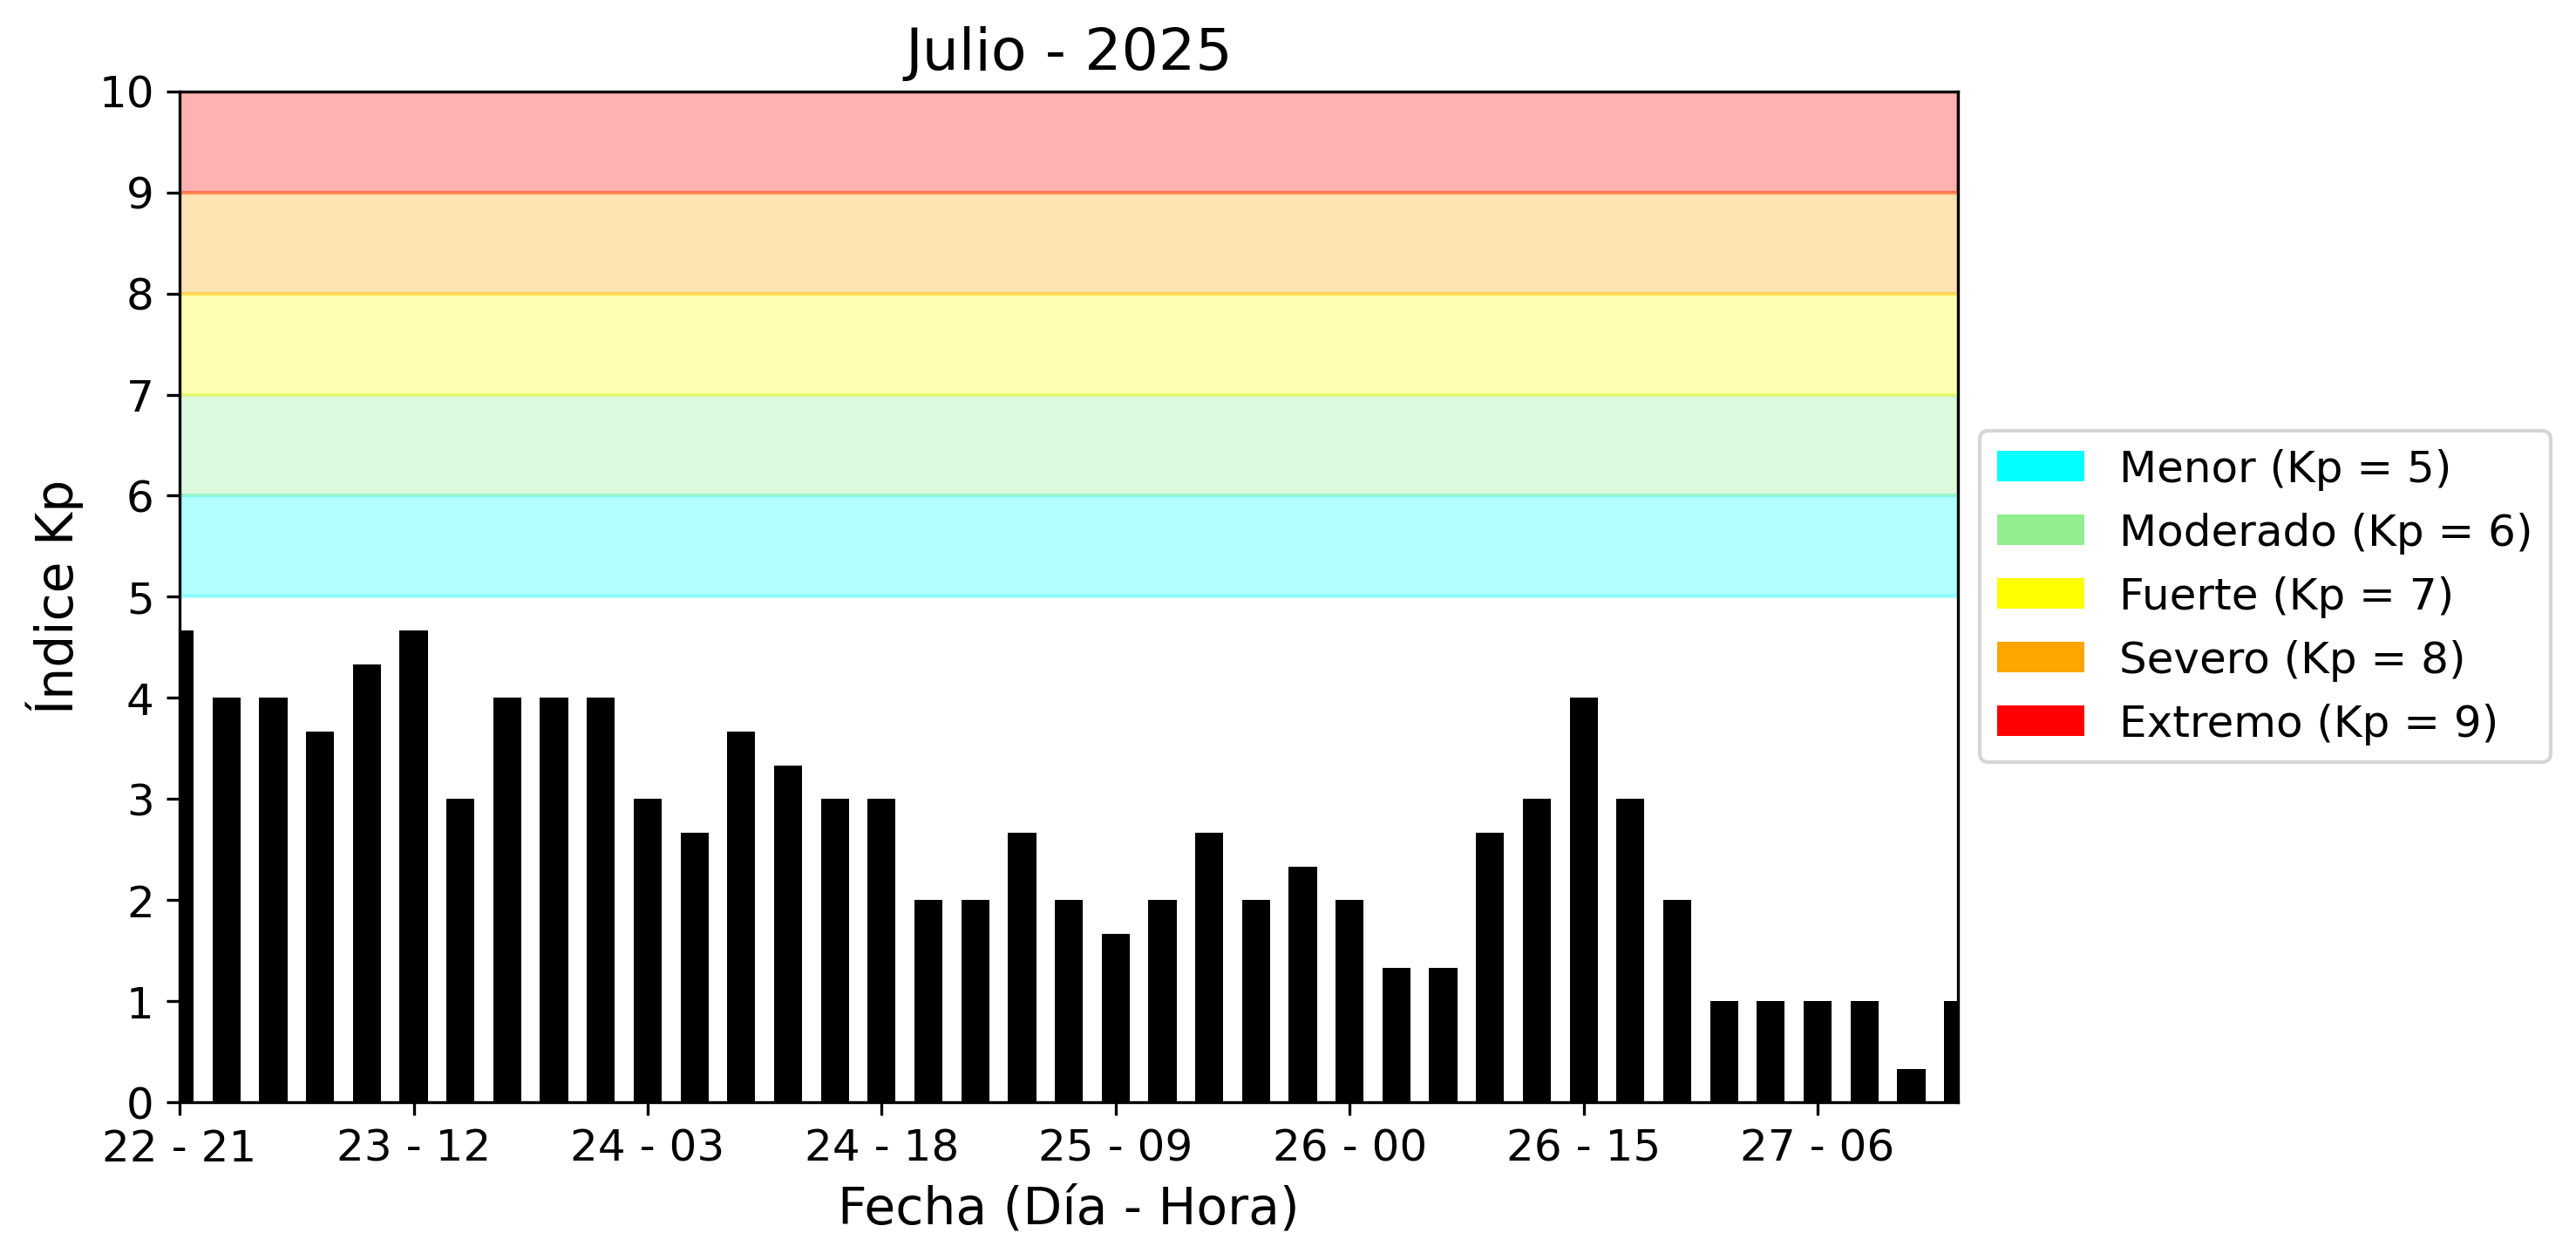 Julio - 2025
Índice Kp
10
9
8
7
6
5
4
3
2
1
0
22 - 21
23 - 12
24 - 03
24 - 18
25 - 09
26 - 00
26 - 15
27 - 06
Fecha (Día - Hora)
Menor (Kp = 5)
Moderado (Kp = 6)
Fuerte (Kp = 7)
Severo (Kp = 8)
Extremo (Kp = 9)